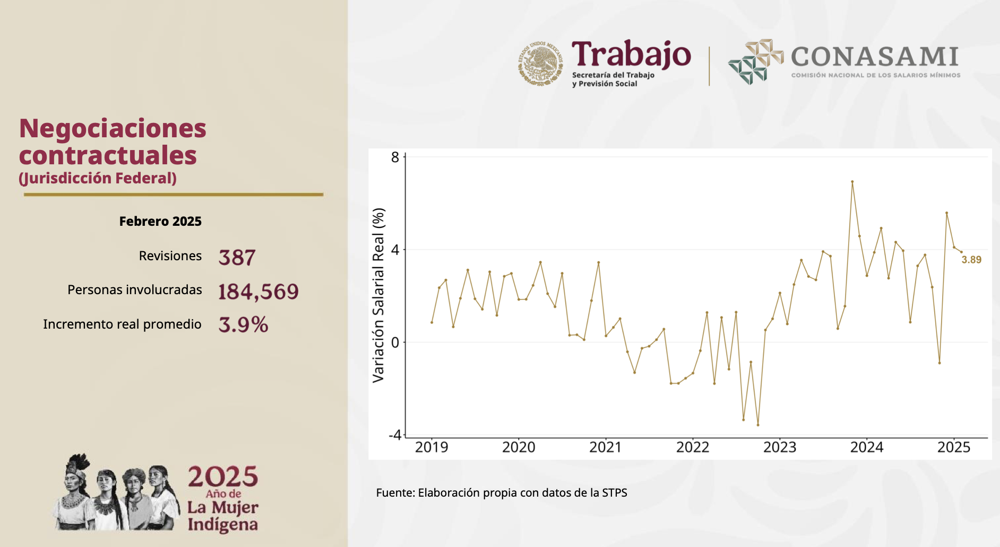 ESTADOS UNIDOS MEXICANOS
Trabajo
Secretaría del Trabajo
y Previsión Social
CONASAMI
COMISIÓN NACIONAL DE LOS SALARIOS MÍNIMOS
Negociaciones
contractuales
(Jurisdicción Federal)
Febrero 2025
Revisiones 387
Personas involucradas 184,569
Incremento real promedio 3.9%
2025
Año de
La Mujer
Indígena
Variación Salarial Real (%)
8
4
0
-4
3.89
2019 2020 2021 2022 2023 2024 2025
Fuente: Elaboración propia con datos de la STPS